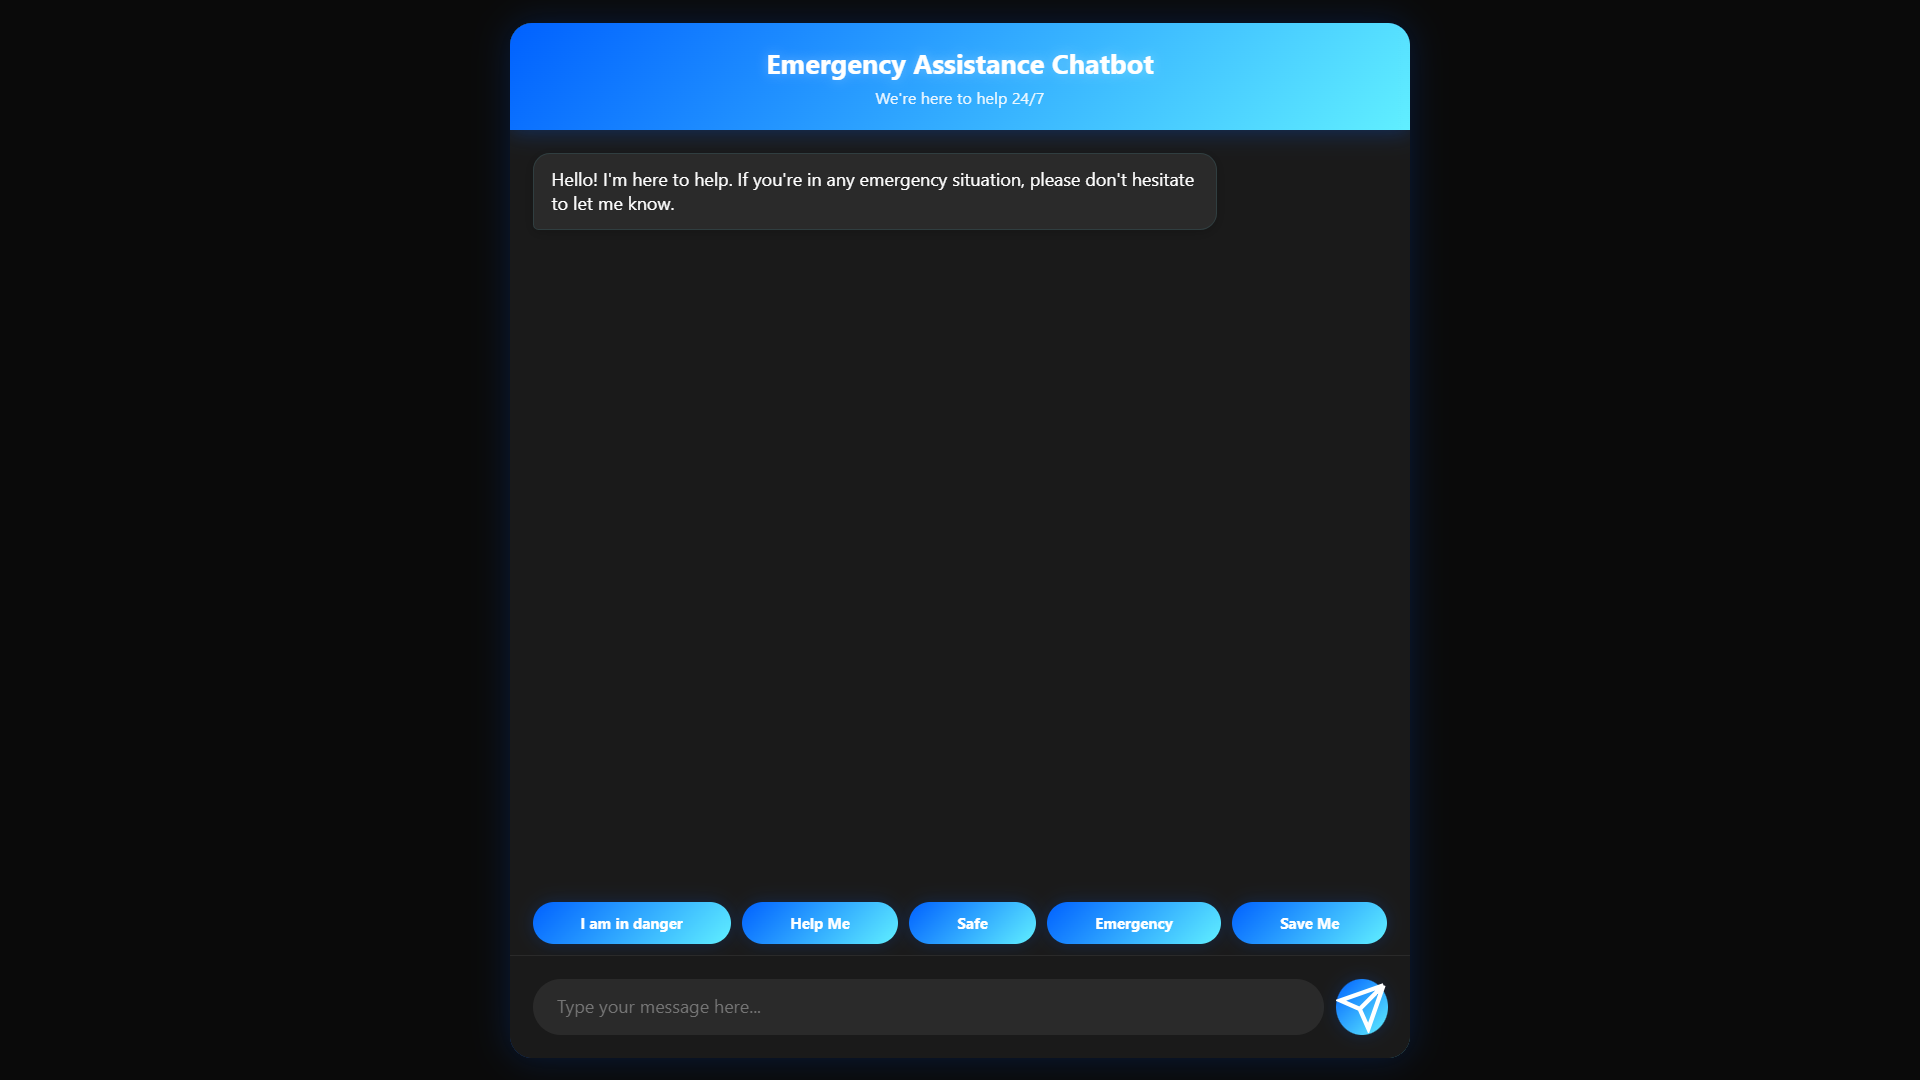 Emergency Assistance Chatbot
We're here to help 24/7
Hello! I'm here to help. If you're in any emergency situation, please don't hesitate
to let me know.
I am in danger
Help Me
Safe
Emergency
Save Me
Type your message here...